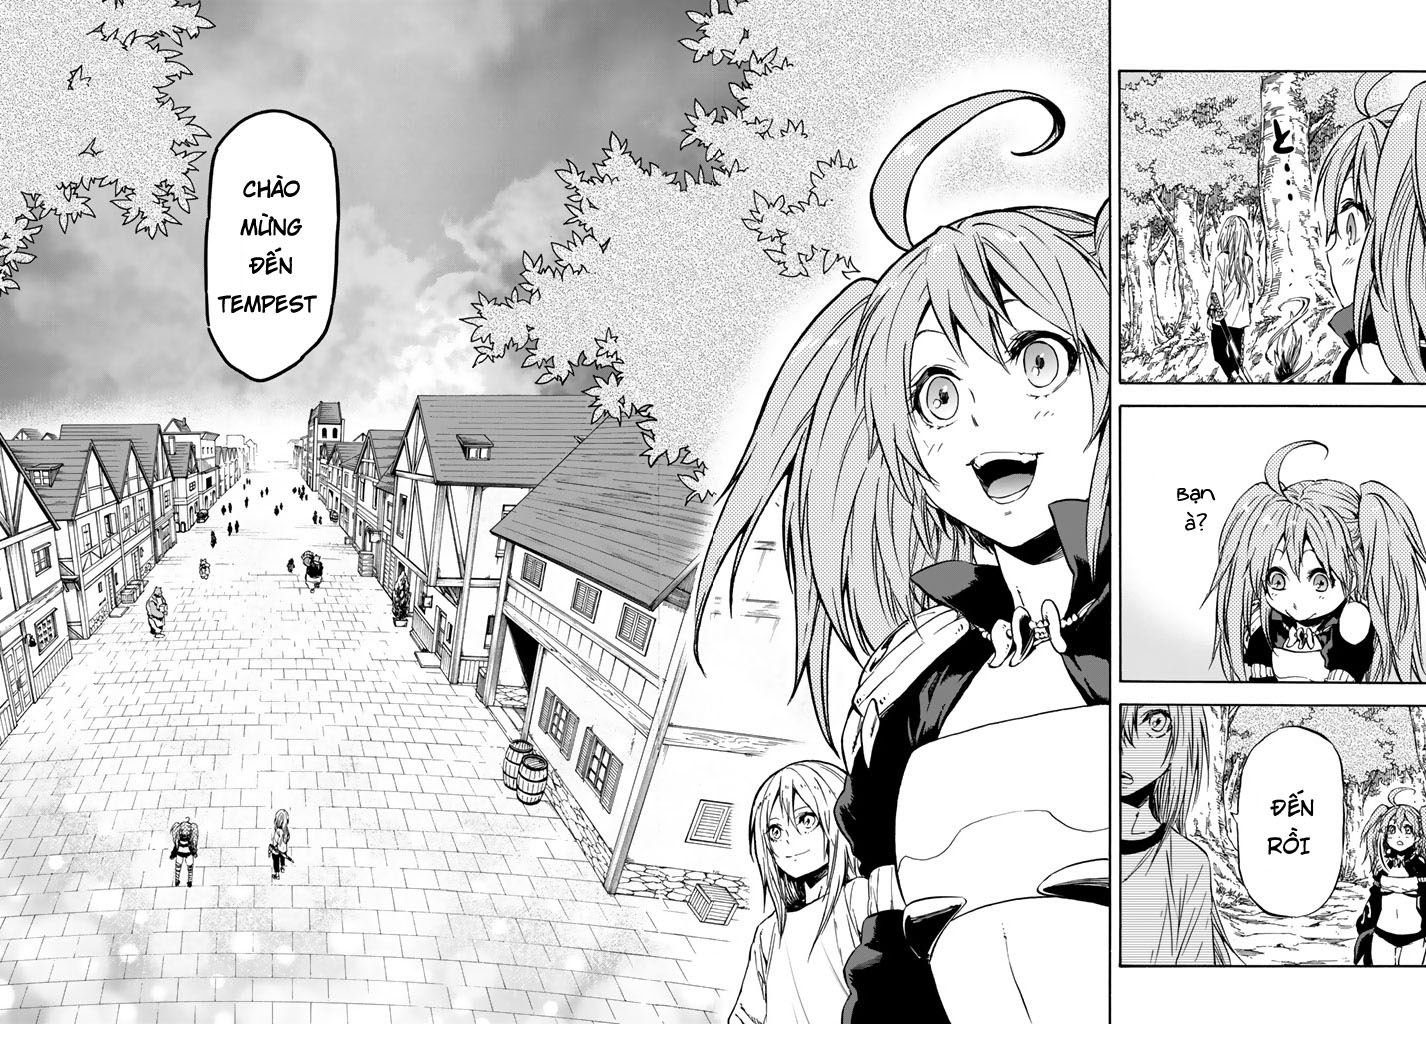 と・・・
Bạn
à?
ĐẾN
RỒI
CHÀO
MỪNG
ĐẾN
TEMPEST